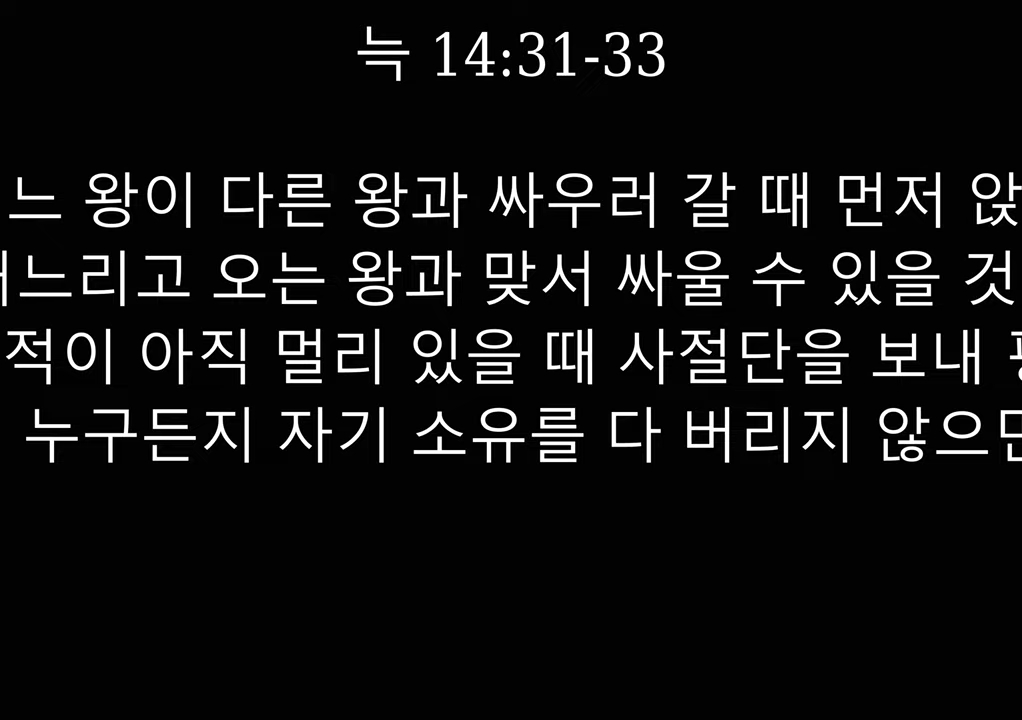 늑 14:31-33
느 왕이 다른 왕과 싸우러 갈 때 먼저
느리고 오는 왕과 맞서 싸울 수 있을 것
적이 아직 멀리 있을 때 사절단을 보내
누구든지 자기 소유를 다 버리지 않으면